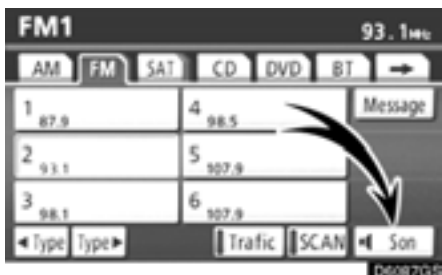 FM1 93.1MHz
AM FM SAT CD DVD BT
1 87.9 4 98.5 Message
2 93.1 5 107.9
3 98.1 6 107.9
◄Type Type► Trafic SCAN Son